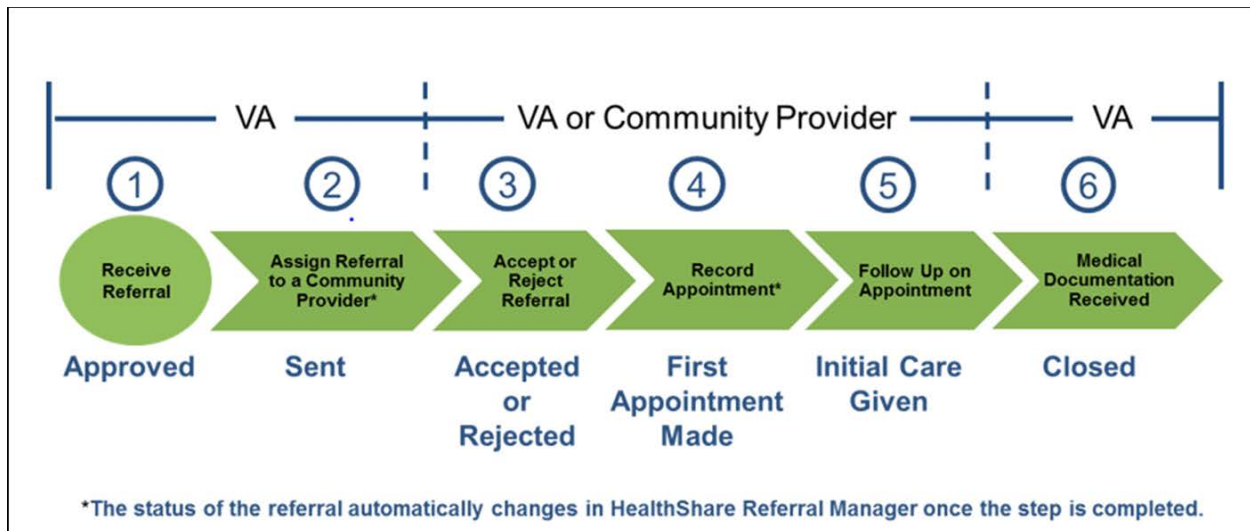 VA
VA or Community Provider
VA
1
2
3
4
5
6
Receive
Referral
Assign Referral
to a Community
Provider*
Accept or
Reject
Referral
Record
Appointment*
Follow Up on
Appointment
Medical
Documentation
Received
Approved
Sent
Accepted
or
Rejected
First
Appointment
Made
Initial Care
Given
Closed
*The status of the referral automatically changes in HealthShare Referral Manager once the step is completed.